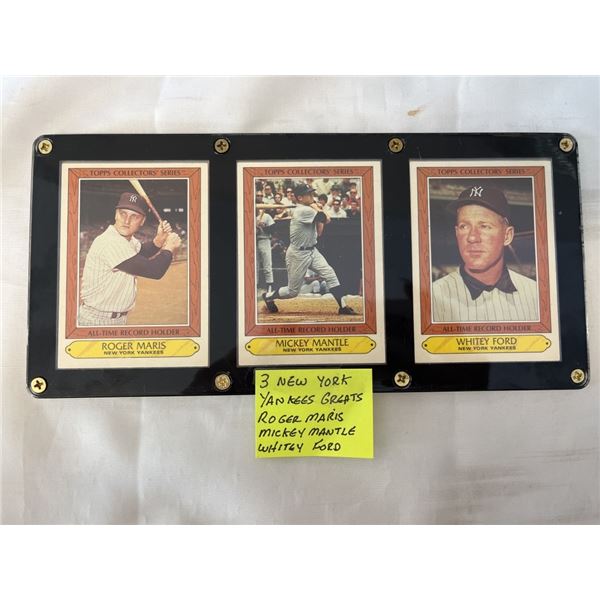 TOPPS COLLECTORS' SERIES
ALL-TIME RECORD HOLDER
ROGER MARIS
NEW YORK YANKEES
TOPPS COLLECTORS' SERIES
ALL-TIME RECORD HOLDER
MICKEY MANTLE
NEW YORK YANKEES
TOPPS COLLECTORS' SERIES
NY
ALL-TIME RECORD HOLDER
WHITEY FORD
NEW YORK YANKEES
3 NEW YORK
YANKEES GREATS
ROGER MARIS
MICKEY MANTLE
WHITEY FORD